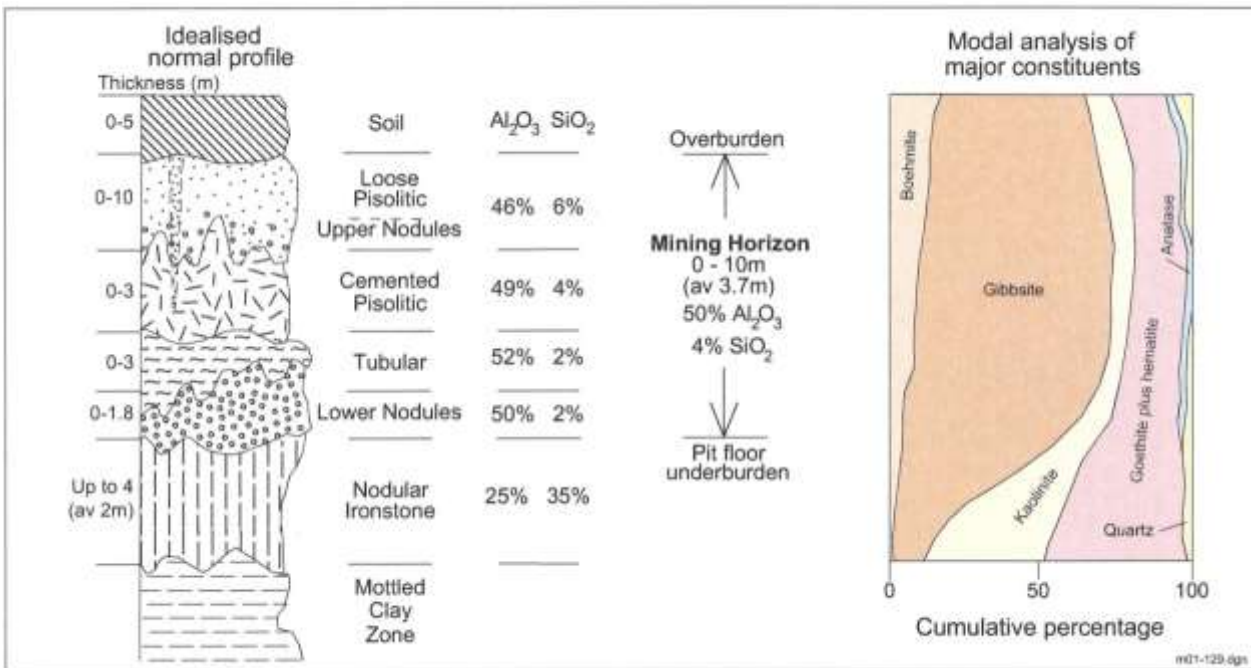 Idealised
normal profile
Thickness (m)
0-5
Soil
Al₂O₃ SiO₂
0-10
Loose
Pisolitic
Upper Nodules
46% 6%
0-3
Cemented
Pisolitic
49% 4%
0-3
Tubular
52% 2%
0-1.8
Lower Nodules
50% 2%
Up to 4
(av 2m)
Nodular
Ironstone
25% 35%
Mottled
Clay
Zone
Overburden
Mining Horizon
0 - 10m
(av 3.7m)
50% Al₂O₃
4% SiO₂
Pit floor
underburden
Modal analysis of
major constituents
Boehmite
Gibbsite
Kaolinite
Goethite plus hematite
Anatase
Quartz
0 50 100
Cumulative percentage
m01-129.dgn